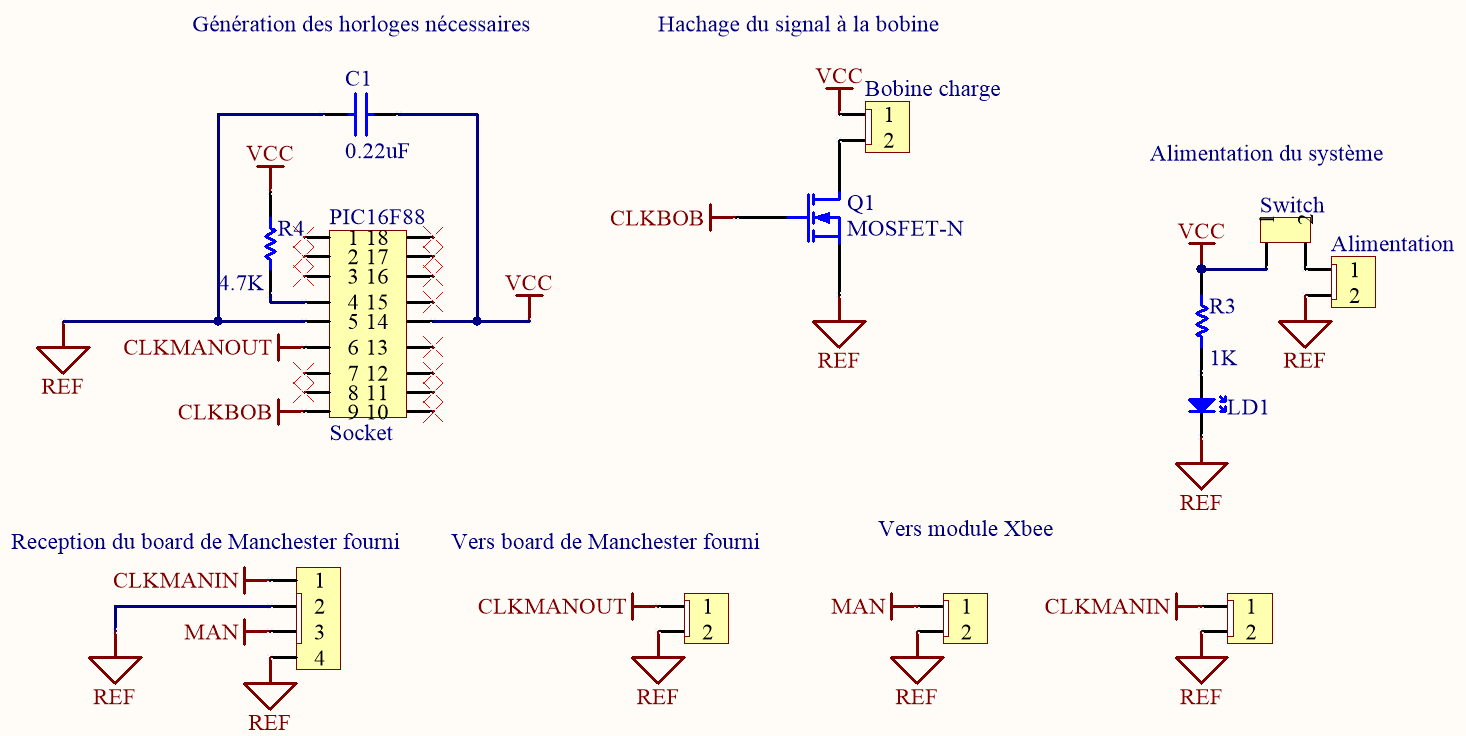 Génération des horloges nécessaires
C1
0.22uF
VCC
R4
4.7K
PIC16F88
1 18
2 17
3 16
4 15
5 14
6 13
7 12
8 11
9 10
Socket
VCC
REF
CLKMANOUT
CLKBOB
Hachage du signal à la bobine
VCC
Bobine charge
1
2
CLKBOB
Q1
MOSFET-N
REF
Alimentation du système
Switch
1 2
VCC
Alimentation
1
2
REF
R3
1K
LD1
REF
Reception du board de Manchester fourni
CLKMANIN
1
2
MAN
3
4
REF
REF
Vers board de Manchester fourni
CLKMANOUT
1
2
REF
Vers module Xbee
MAN
1
2
REF
CLKMANIN
1
2
REF